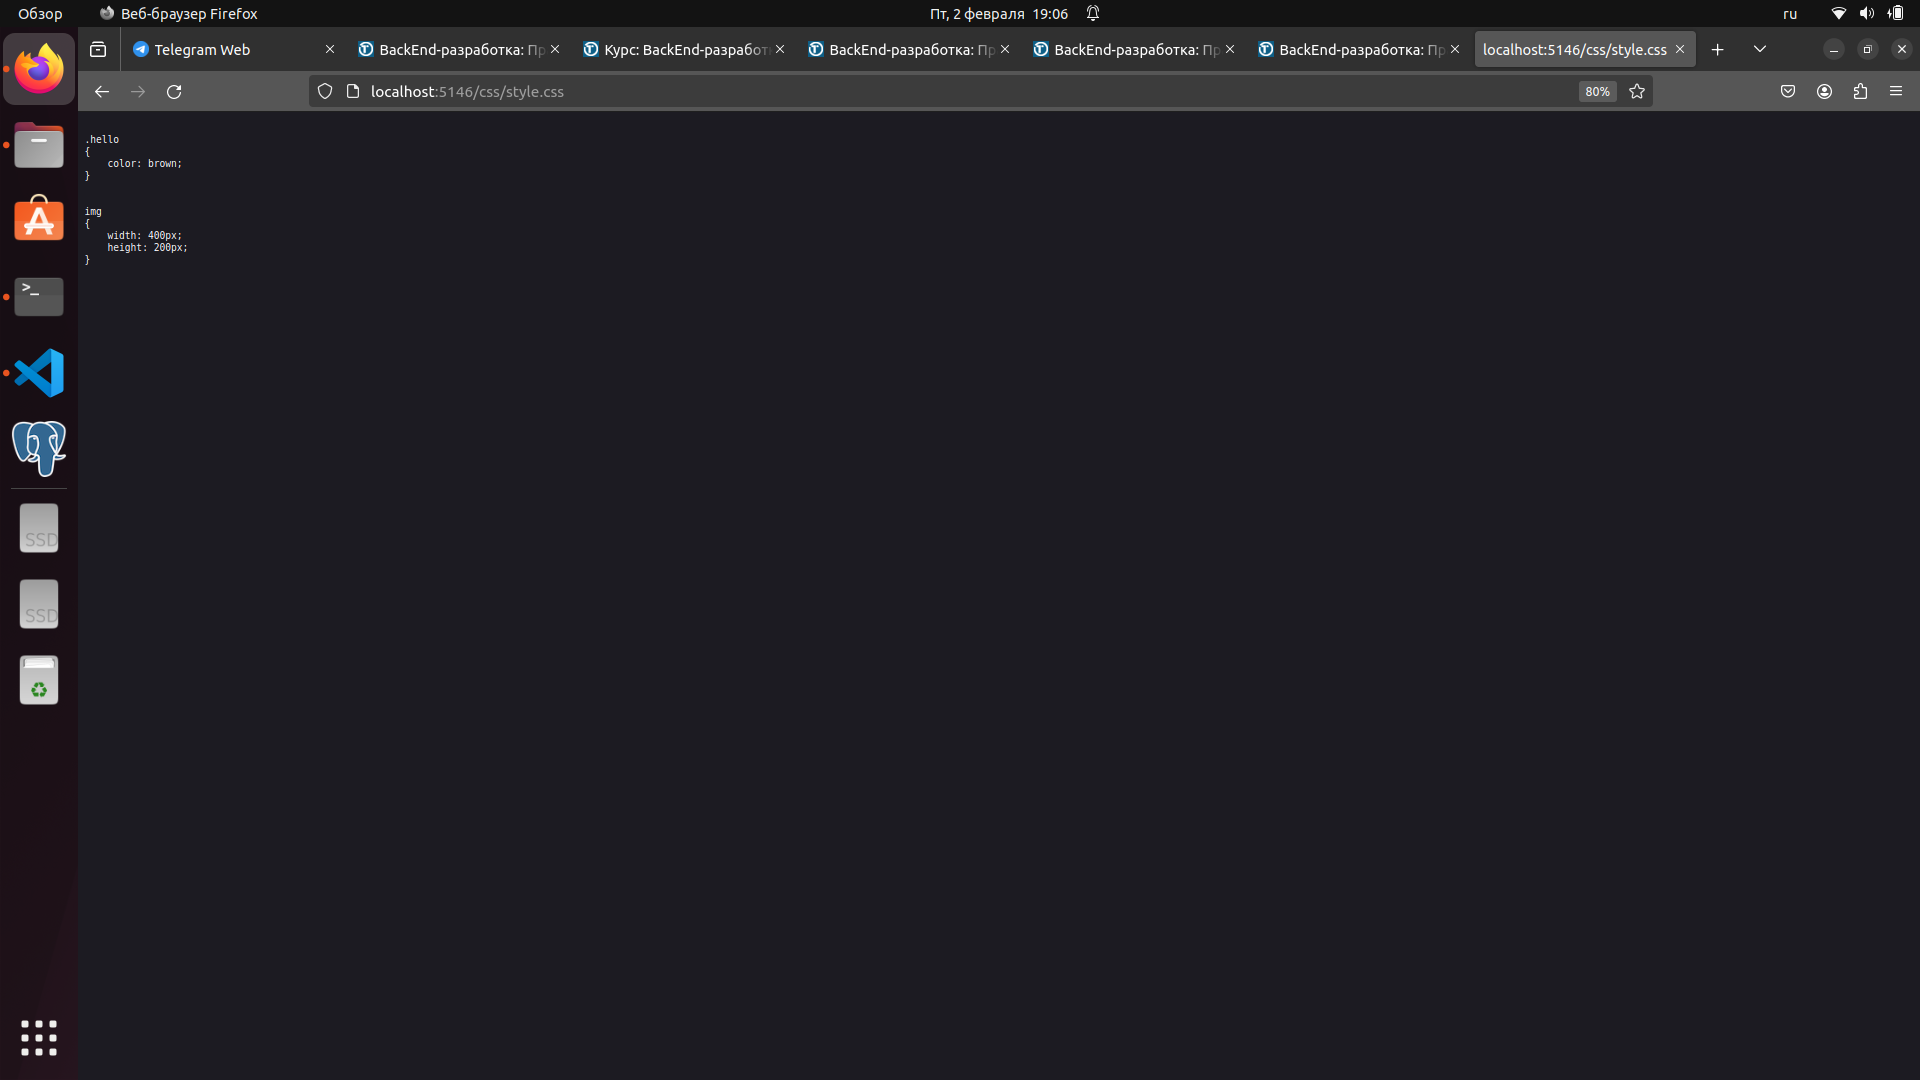 Обзор
Веб-браузер Firefox
Пт, 2 февраля 19:06
ru
Telegram Web
BackEnd-разработка: Пр
Курс: BackEnd-разработ
BackEnd-разработка: Пр
BackEnd-разработка: Пр
BackEnd-разработка: Пр
localhost:5146/css/style.css
localhost:5146/css/style.css
80%
.hello
{
    color: brown;
}
img
{
    width: 400px;
    height: 200px;
}
>_
SSD
SSD